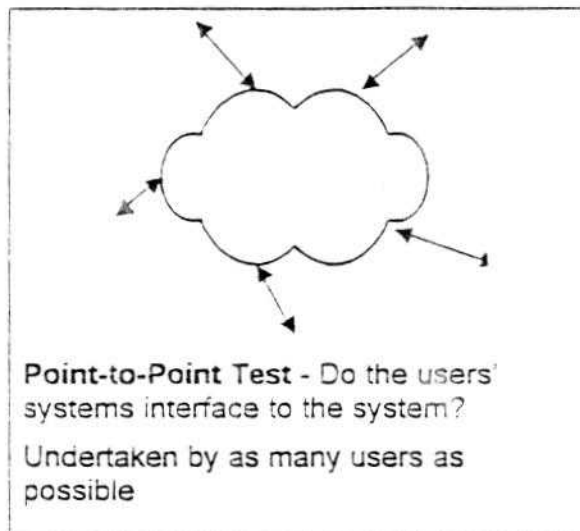 Point-to-Point Test - Do the users'
systems interface to the system?
Undertaken by as many users as
possible